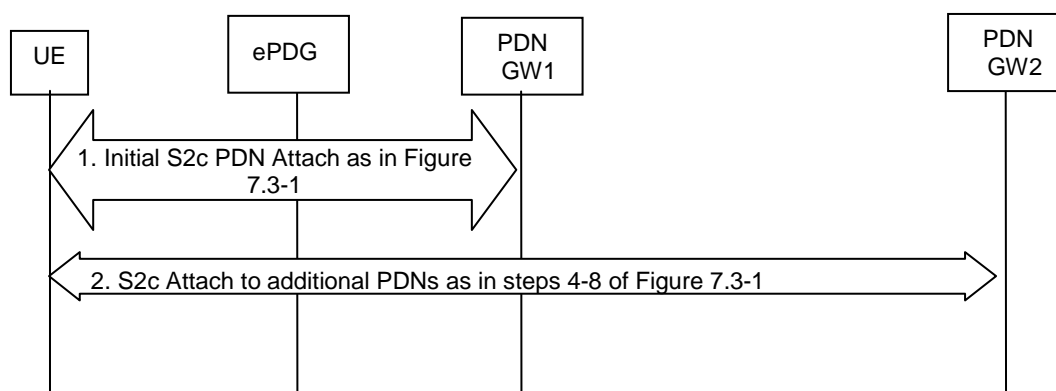 UE
ePDG
PDN
GW1
PDN
GW2
1. Initial S2c PDN Attach as in Figure
7.3-1
2. S2c Attach to additional PDNs as in steps 4-8 of Figure 7.3-1